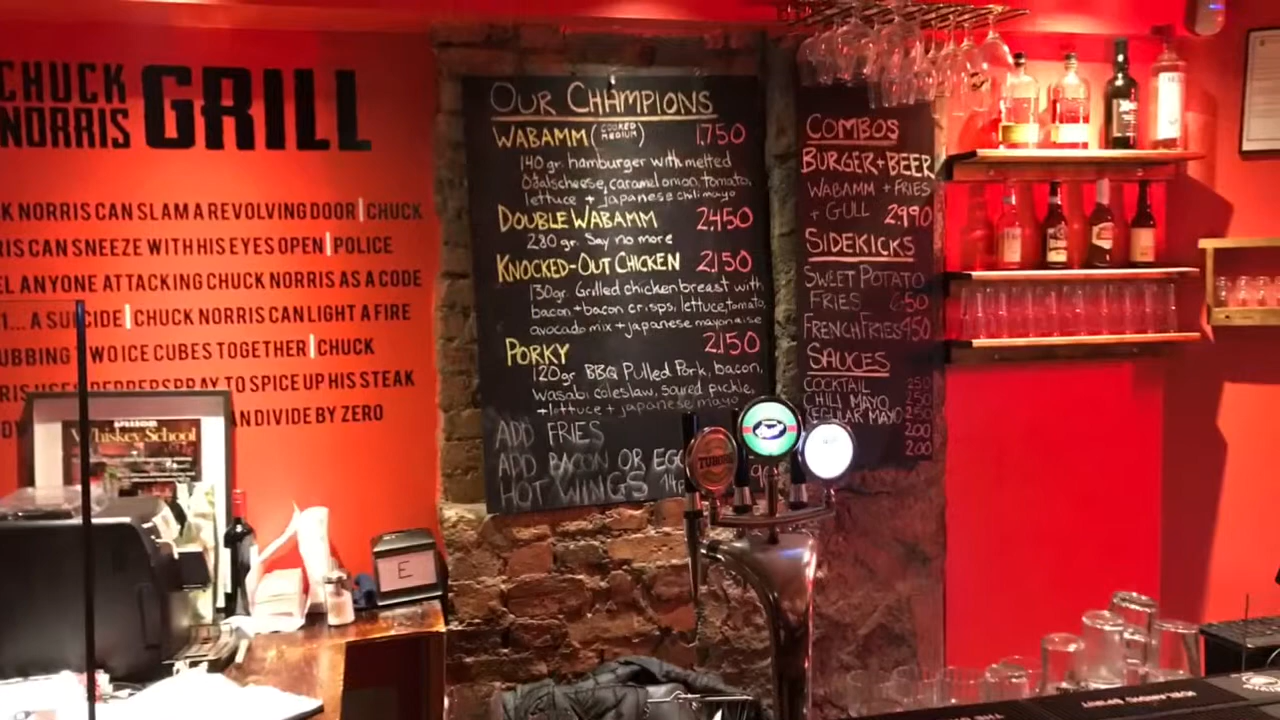 CHUCK
NORRIS
GRILL
K NORRIS CAN SLAM A REVOLVING DOOR | CHUCK
RIS CAN SNEEZE WITH HIS EYES OPEN | POLICE
EL ANYONE ATTACKING CHUCK NORRIS AS A CODE
1... A SUICIDE | CHUCK NORRIS CAN LIGHT A FIRE
UBBING TWO ICE CUBES TOGETHER | CHUCK
RIS USES PEPPER SPRAY TO SPICE UP HIS STEAK
AN DIVIDE BY ZERO
Whiskey School
E
OUR CHAMPIONS
WABAMM (COOKED MEDIUM) 1.750
140 gr. hamburger with melted
Óðalscheese, caramel onion, tomato,
lettuce + japanese chili mayo
DOUBLE WABAMM 2.450
280 gr. Say no more
KNOCKED-OUT CHICKEN 2.150
130gr. Grilled chicken breast with
bacon + bacon crisps, lettuce, tomato,
avocado mix + japanese mayonaise
PORKY 2.150
120gr BBQ Pulled Pork, bacon,
wasabi coleslaw, soured pickle,
+ lettuce + japanese mayo
ADD FRIES
ADD BACON OR EGG
HOT WINGS 14p
COMBOS
BURGER + BEER
WABAMM + FRIES
+ GULL 2990
SIDEKICKS
SWEET POTATO
FRIES 650
FRENCH FRIES 450
SAUCES
COCKTAIL 250
CHILI MAYO 250
REGULAR MAYO 250
200
200